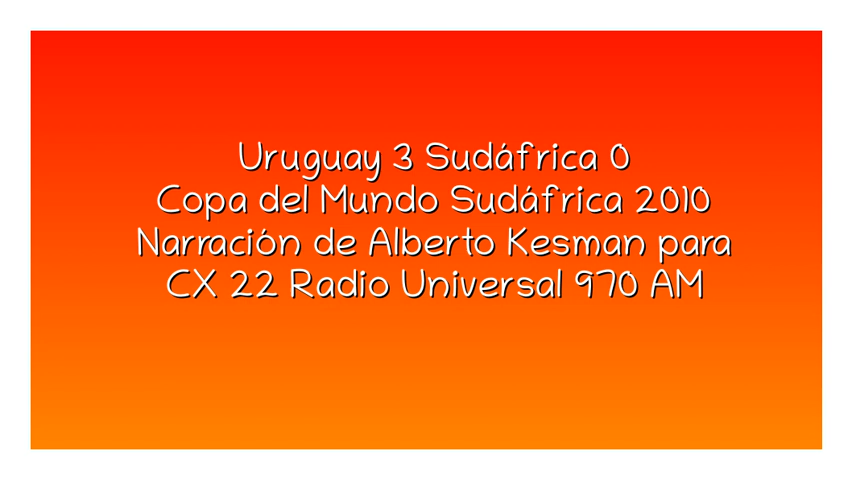 Uruguay 3 Sudáfrica 0
Copa del Mundo Sudáfrica 2010
Narración de Alberto Kesman para
CX 22 Radio Universal 970 AM